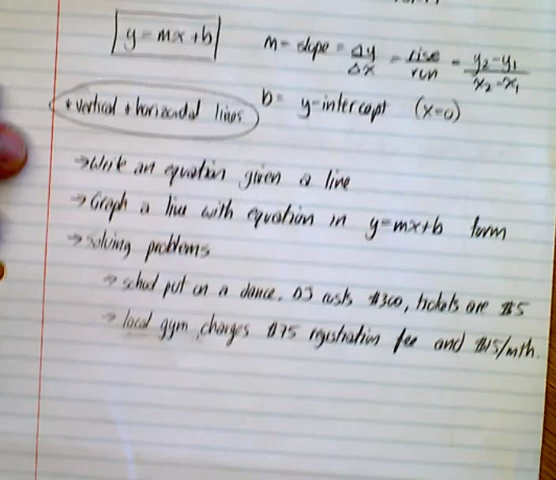 y = mx + b
m = slope = Δy/Δx = rise/run = y₂-y₁/x₂-x₁
+ vertical + horizontal lines
b = y-intercept (x=0)
→ Write an equation given a line
→ Graph a line with equation in y=mx+b form
→ Solving problems
→ school put on a dance. DJ costs $300, tickets are $5
→ local gym charges $75 registration fee and $15/mth.